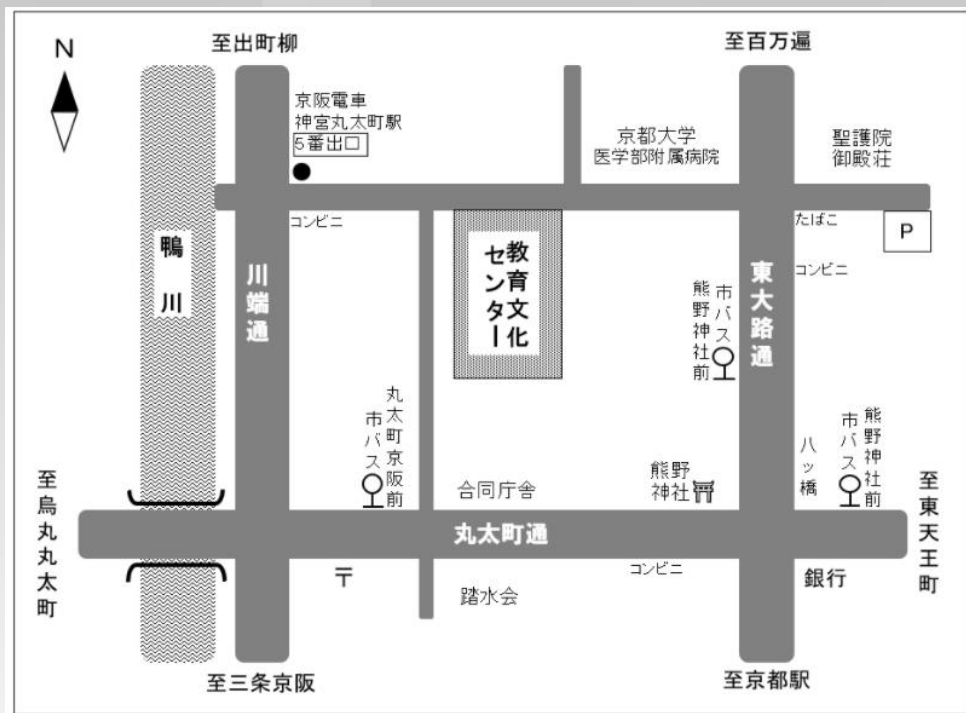 N
至出町柳
至百万遍
京阪電車
神宮丸太町駅
5番出口
京都大学
医学部附属病院
聖護院
御殿荘
コンビニ
たばこ
P
鴨川
川端通
教育文化
センター
東大路通
コンビニ
市バス
熊野神社前
丸太町京阪前
市バス
合同庁舎
熊野
神社
八ッ橋
熊野神社前
市バス
至烏丸丸太町
至東天王町
丸太町通
〒
コンビニ
銀行
踏水会
至三条京阪
至京都駅